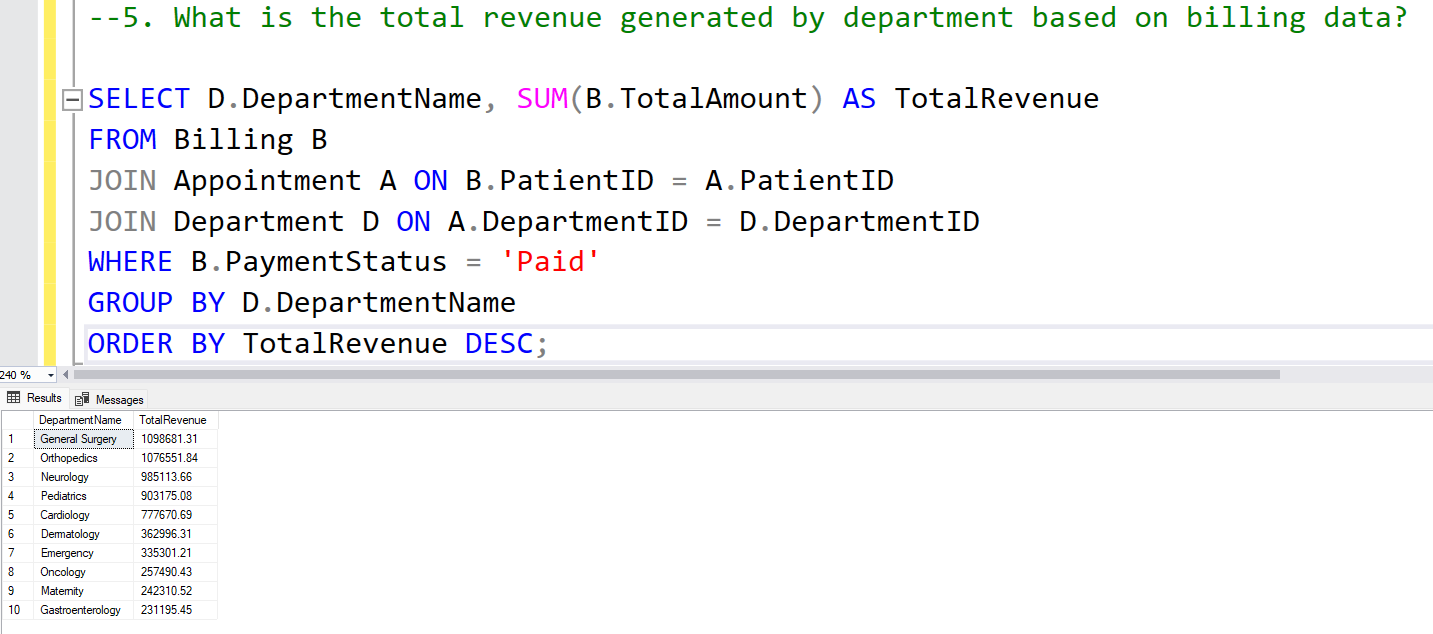 --5. What is the total revenue generated by department based on billing data?
SELECT D.DepartmentName, SUM(B.TotalAmount) AS TotalRevenue
FROM Billing B
JOIN Appointment A ON B.PatientID = A.PatientID
JOIN Department D ON A.DepartmentID = D.DepartmentID
WHERE B.PaymentStatus = 'Paid'
GROUP BY D.DepartmentName
ORDER BY TotalRevenue DESC;
240 %
Results Messages
DepartmentName TotalRevenue
1 General Surgery 1098681.31
2 Orthopedics 1076551.84
3 Neurology 985113.66
4 Pediatrics 903175.08
5 Cardiology 777670.69
6 Dermatology 362996.31
7 Emergency 335301.21
8 Oncology 257490.43
9 Maternity 242310.52
10 Gastroenterology 231195.45